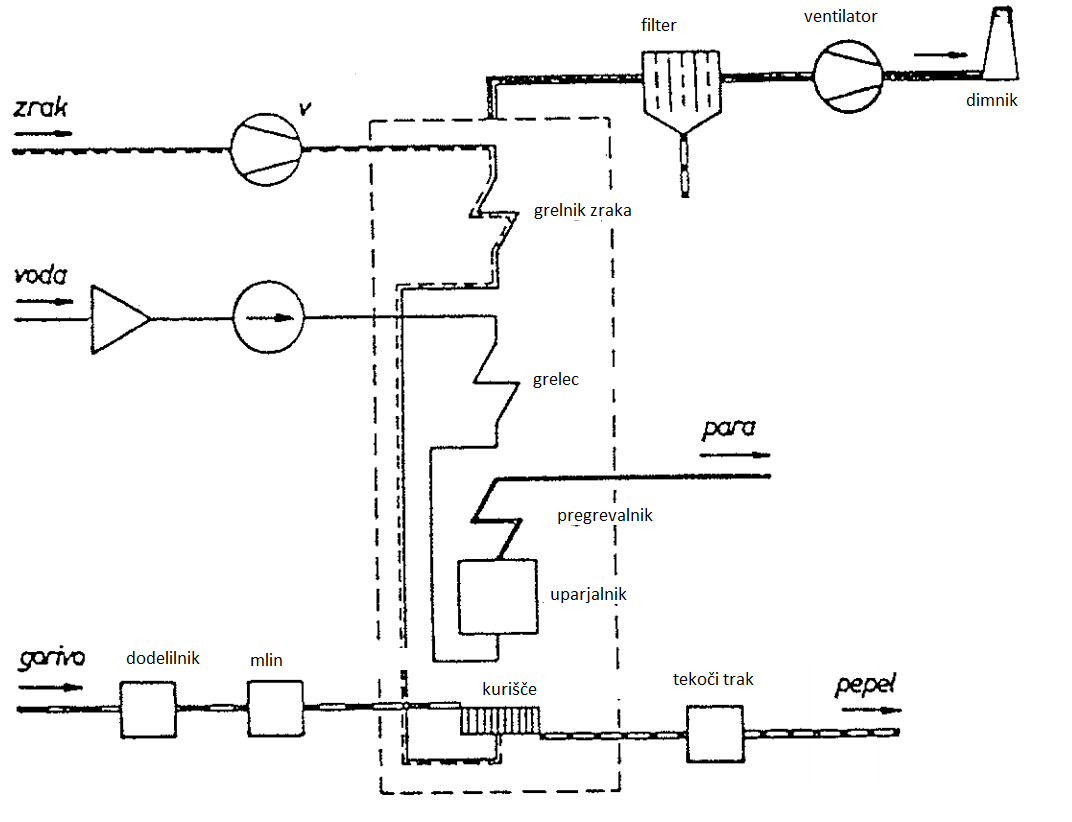 ventilator
filter
dimnik
zrak
v
grelnik zraka
voda
grelec
para
pregrevalnik
uparjalnik
gorivo
dodelilnik
mlin
kurišče
tekoči trak
pepel